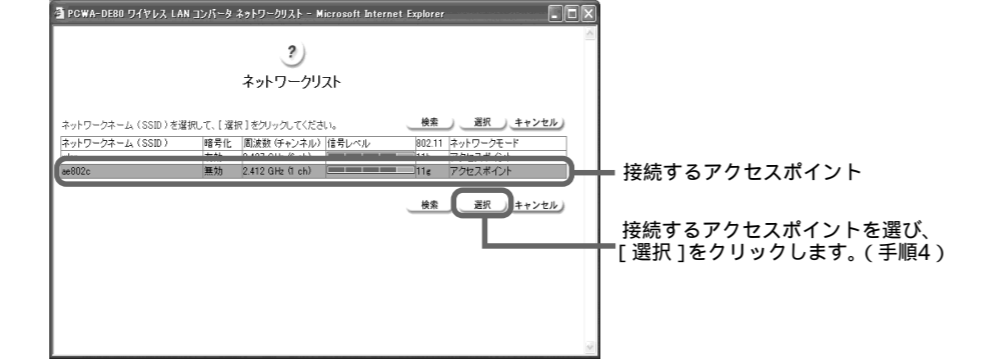 PCWA-DE80 ワイヤレス LAN コンバータ ネットワークリスト - Microsoft Internet Explorer
?
ネットワークリスト
ネットワークネーム (SSID) を選択して、[ 選択 ] をクリックしてください。 検索 選択 キャンセル
ネットワークネーム (SSID) 暗号化 周波数 (チャンネル) 信号レベル 802.11 ネットワークモード
ae802c 無効 2.412 GHz (1 ch) 11g アクセスポイント
接続するアクセスポイント
検索 選択 キャンセル
接続するアクセスポイントを選び、
[ 選択 ]をクリックします。( 手順4 )